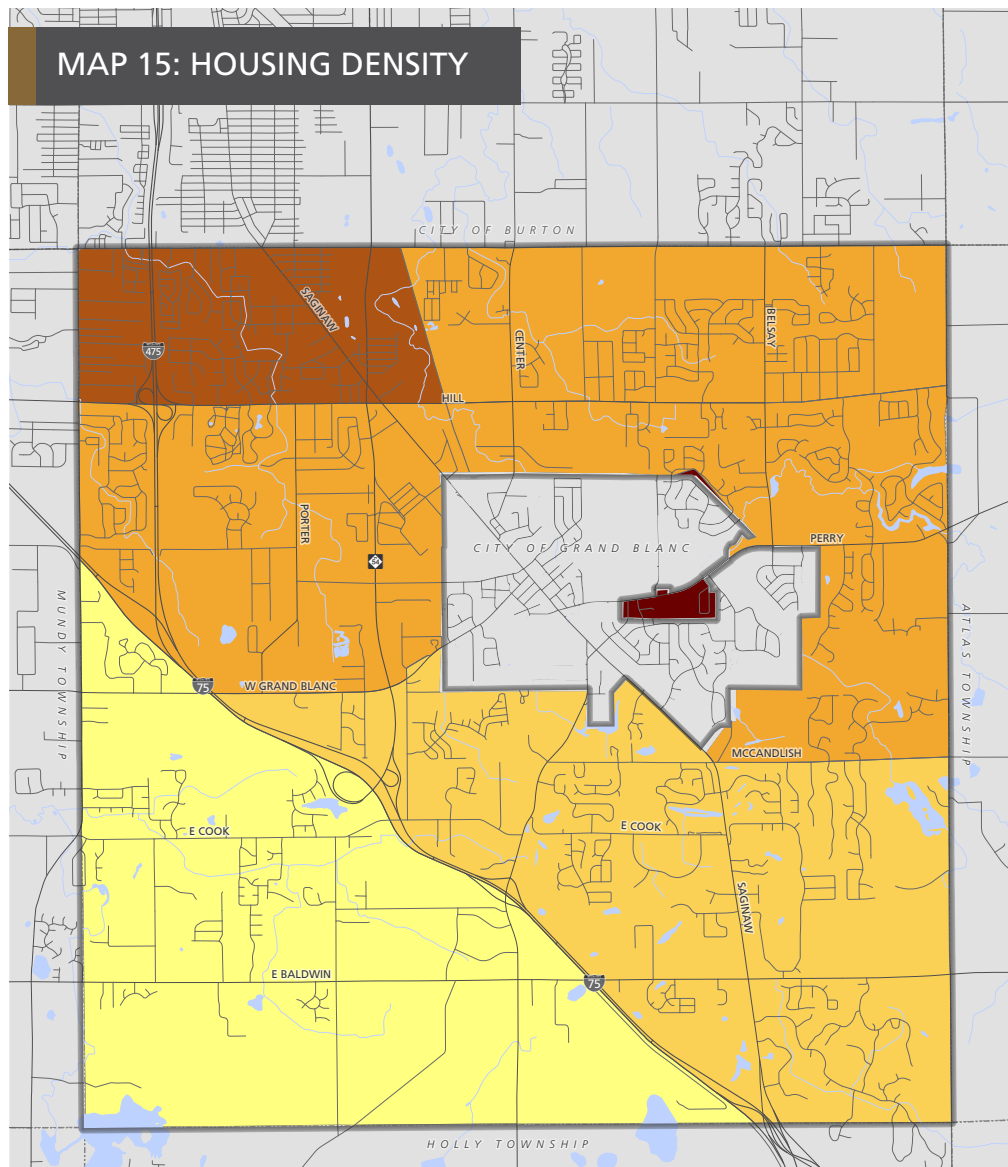 MAP 15: HOUSING DENSITY
CITY OF BURTON
SAGINAW
CENTER
BELSAY
475
HILL
PORTER
CITY OF GRAND BLANC
PERRY
54
MUNDY TOWNSHIP
ATLAS TOWNSHIP
75
W GRAND BLANC
MCCANDLISH
E COOK
E COOK
SAGINAW
E BALDWIN
75
HOLLY TOWNSHIP